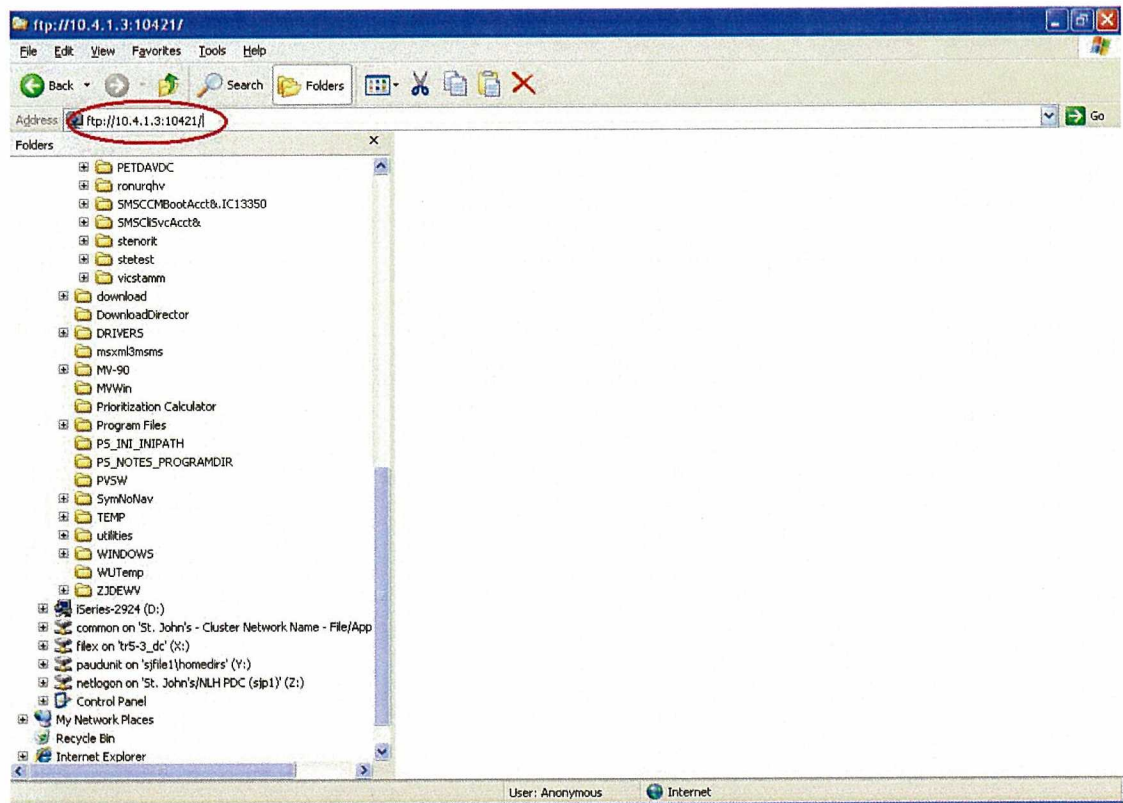 ftp://10.4.1.3:10421/
File Edit View Favorites Tools Help
Back Search Folders
Address ftp://10.4.1.3:10421/ Go
Folders x
PETDAVDC
ronurqhv
SMSCCMBootAcct&.IC13350
SMSCliSvcAcct&
stenorit
stetest
vicstamm
download
DownloadDirector
DRIVERS
msxml3msms
MV-90
MVWin
Prioritization Calculator
Program Files
PS_INI_INIPATH
PS_NOTES_PROGRAMDIR
PVSW
SymNoNav
TEMP
utilities
WINDOWS
WUTemp
ZJDEWV
iSeries-2924 (D:)
common on 'St. John's - Cluster Network Name - File/App
filex on 'tr5-3_dc' (X:)
paudunit on 'sjfile1\homedirs' (Y:)
netlogon on 'St. John's/NLH PDC (sjp1)' (Z:)
Control Panel
My Network Places
Recycle Bin
Internet Explorer
User: Anonymous Internet